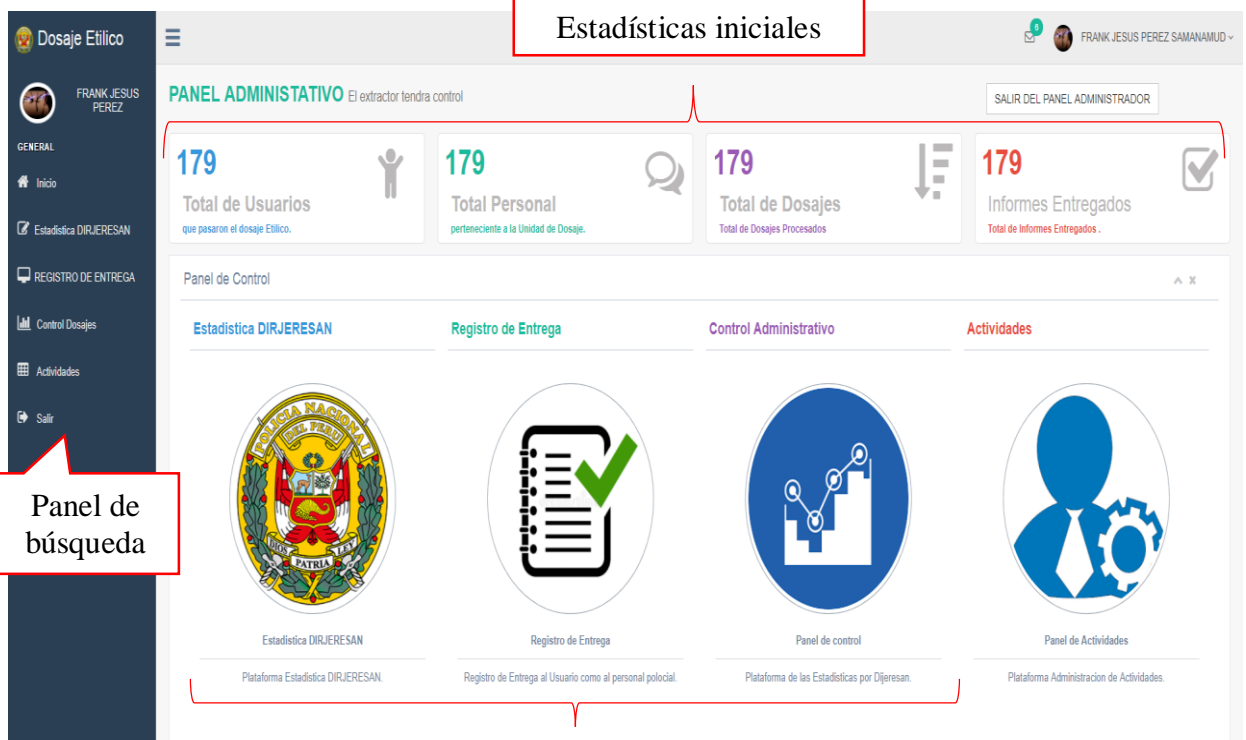 Estadísticas iniciales
Dosaje Etilico
5
FRANK JESUS PEREZ SAMANAMUD
FRANK JESUS
PEREZ
GENERAL
Inicio
Estadistica DIRJERESAN
REGISTRO DE ENTREGA
Control Dosajes
Actividades
Salir
Panel de
búsqueda
PANEL ADMINISTATIVO El extractor tendra control
SALIR DEL PANEL ADMINISTRADOR
179
Total de Usuarios
que pasaron el dosaje Etilico.
179
Total Personal
perteneciente a la Unidad de Dosaje.
179
Total de Dosajes
Total de Dosajes Procesados
179
Informes Entregados
Total de Informes Entregados .
Panel de Control
Estadistica DIRJERESAN
Registro de Entrega
Control Administrativo
Actividades
POLICIA NACIONAL
DEL PERU
DIOS
PATRIA
LEY
Estadistica DIRJERESAN
Registro de Entrega
Panel de control
Panel de Actividades
Plataforma Estadistica DIRJERESAN.
Registro de Entrega al Usuario como al personal polocial.
Plataforma de las Estadisticas por Dijeresan.
Plataforma Administracion de Actividades.